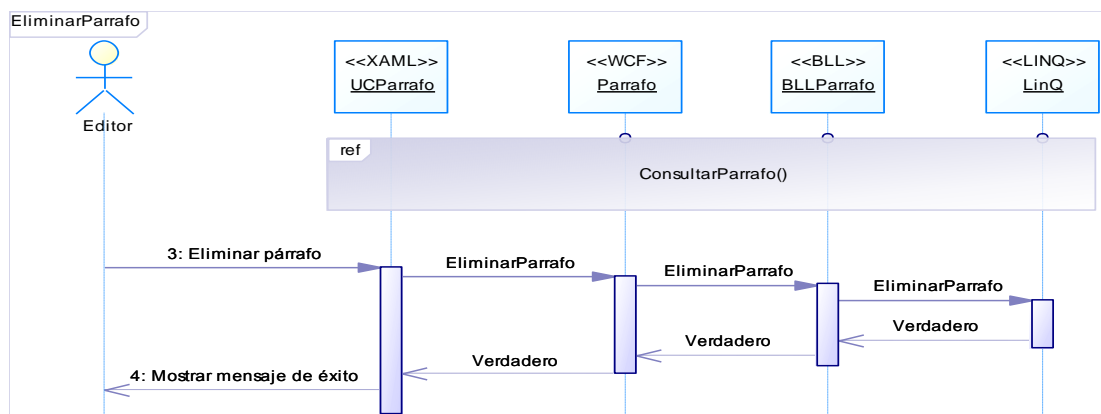 EliminarParrafo
Editor
<<XAML>>
UCParrafo
<<WCF>>
Parrafo
<<BLL>>
BLLParrafo
<<LINQ>>
LinQ
ref
ConsultarParrafo()
3: Eliminar párrafo
EliminarParrafo
EliminarParrafo
EliminarParrafo
Verdadero
Verdadero
Verdadero
4: Mostrar mensaje de éxito